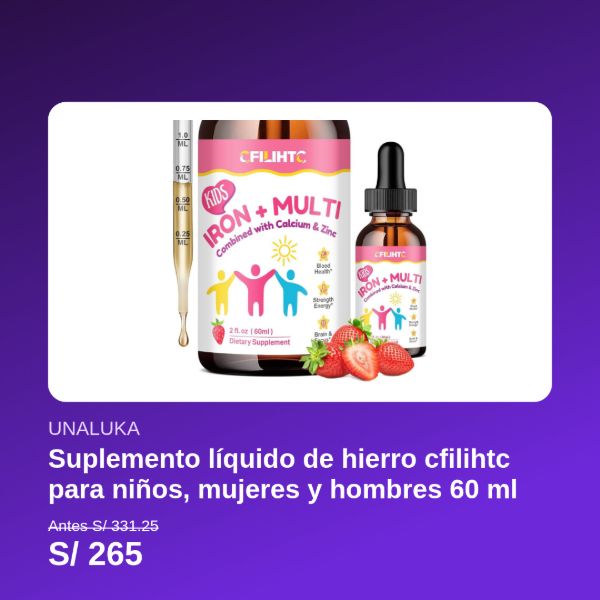 1.0
ML
0.75
ML
0.50
ML
0.25
ML
CFILIHTC
KIDS
IRON + MULTI
Combined with Calcium & Zinc
Blood
Health*
Strength
Energy*
Brain &
2 fl.oz ( 60ml )
Dietary Supplement
CFILIHTC
KIDS
IRON + MULTI
Combined with Calcium & Zinc
UNALUKA
Suplemento líquido de hierro cfilihtc
para niños, mujeres y hombres 60 ml
Antes S/ 331.25
S/ 265